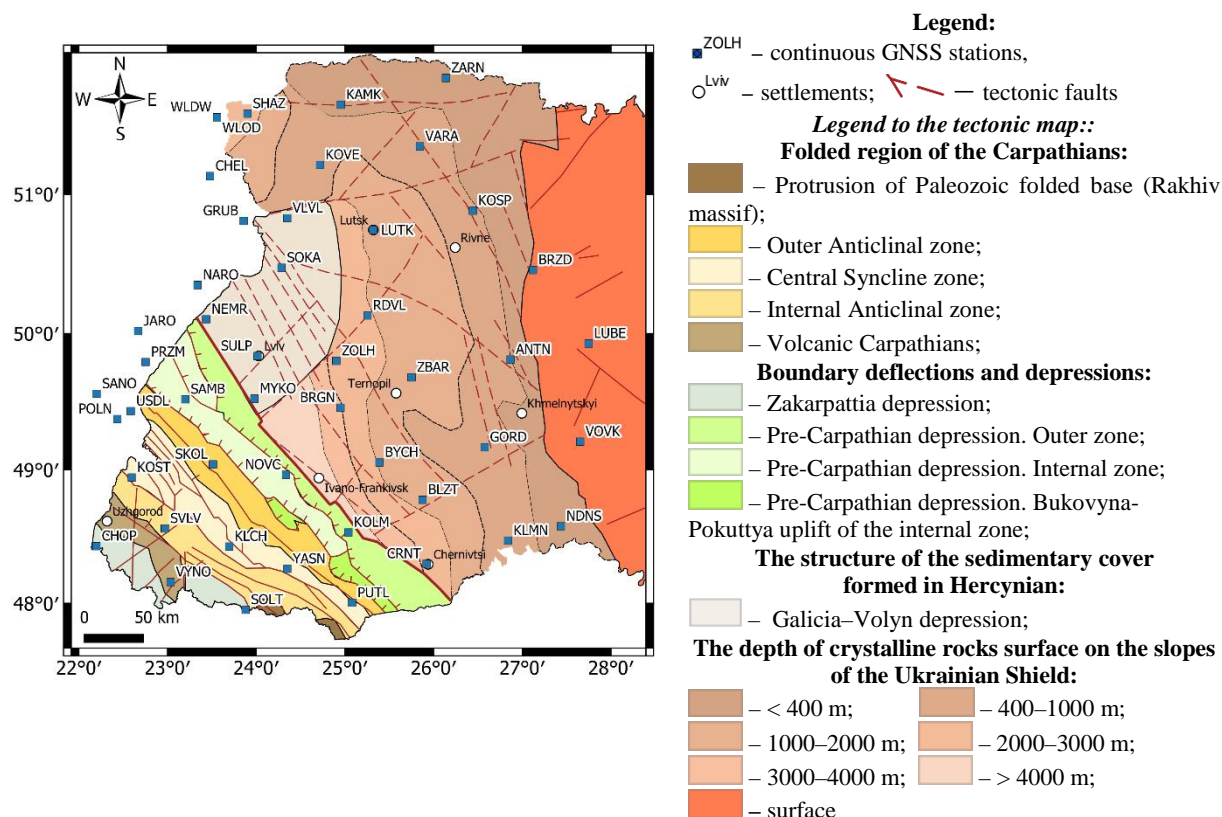 N
W E
S
ZARN
KAMK
SHAZ
WLDW
WLOD
VARA
KOVE
CHEL
51°0′
KOSP
GRUB
VLVL
Lutsk
LUTK
Rivne
SOKA
BRZD
NARO
NEMR
RDVL
50°0′
JARO
LUBE
SULP
Lviv
PRZM
ZOLH
ANTN
ZBAR
SANO
SAMB
MYKO
Ternopil
USDL
BRGN
POLN
Khmelnytskyi
VOVK
GORD
49°0′
SKOL
NOVC
BYCH
KOST
Ivano-Frankivsk
BLZT
Uzhgorod
SVLV
KOLM
NDNS
CHOP
KLCH
KLMN
CRNT
Chernivtsi
YASN
VYNO
48°0′
PUTL
SOLT
0 50 km
22°0′ 23°0′ 24°0′ 25°0′ 26°0′ 27°0′ 28°0′
Legend:
ZOLH – continuous GNSS stations,
Lviv – settlements; – tectonic faults
Legend to the tectonic map::
Folded region of the Carpathians:
– Protrusion of Paleozoic folded base (Rakhiv
massif);
– Outer Anticlinal zone;
– Central Syncline zone;
– Internal Anticlinal zone;
– Volcanic Carpathians;
Boundary deflections and depressions:
– Zakarpattia depression;
– Pre-Carpathian depression. Outer zone;
– Pre-Carpathian depression. Internal zone;
– Pre-Carpathian depression. Bukovyna-
Pokuttya uplift of the internal zone;
The structure of the sedimentary cover
formed in Hercynian:
– Galicia–Volyn depression;
The depth of crystalline rocks surface on the slopes
of the Ukrainian Shield:
– < 400 m; – 400–1000 m;
– 1000–2000 m; – 2000–3000 m;
– 3000–4000 m; – > 4000 m;
– surface